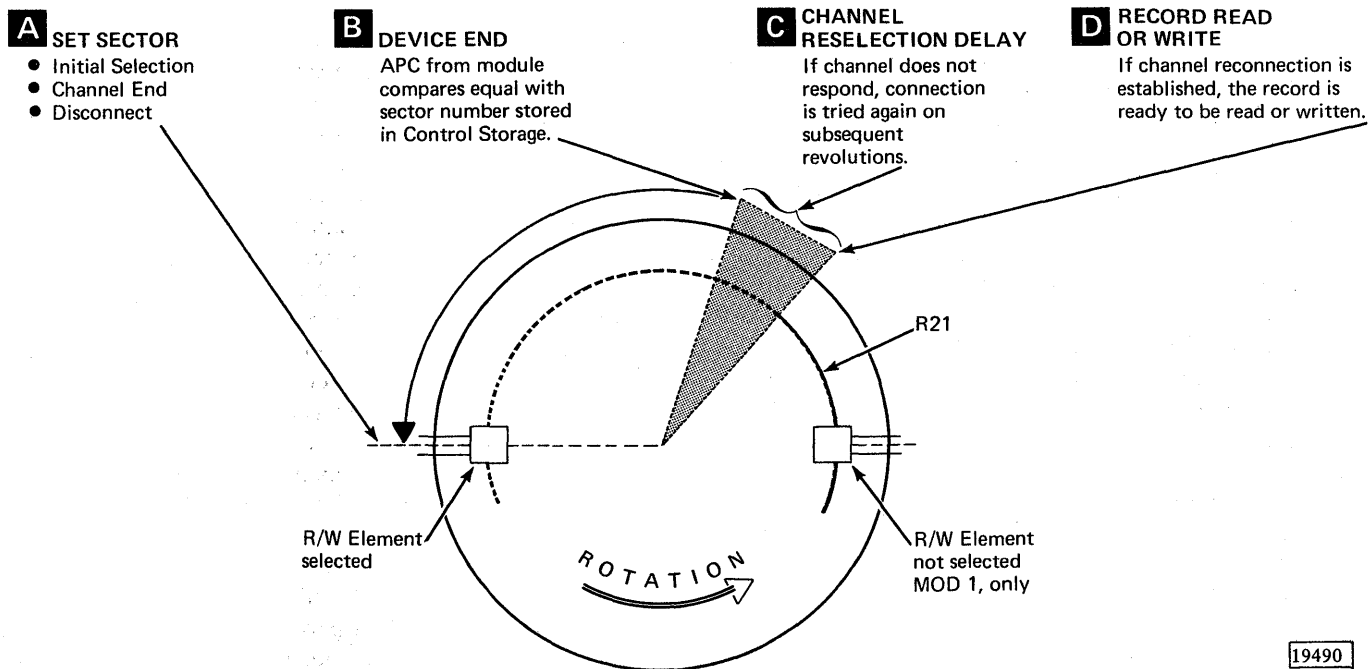 A SET SECTOR
● Initial Selection
● Channel End
● Disconnect
B DEVICE END
APC from module
compares equal with
sector number stored
in Control Storage.
C CHANNEL
RESELECTION DELAY
If channel does not
respond, connection
is tried again on
subsequent
revolutions.
D RECORD READ
OR WRITE
If channel reconnection is
established, the record is
ready to be read or written.
R21
R/W Element
selected
R/W Element
not selected
MOD 1, only
ROTATION
19490